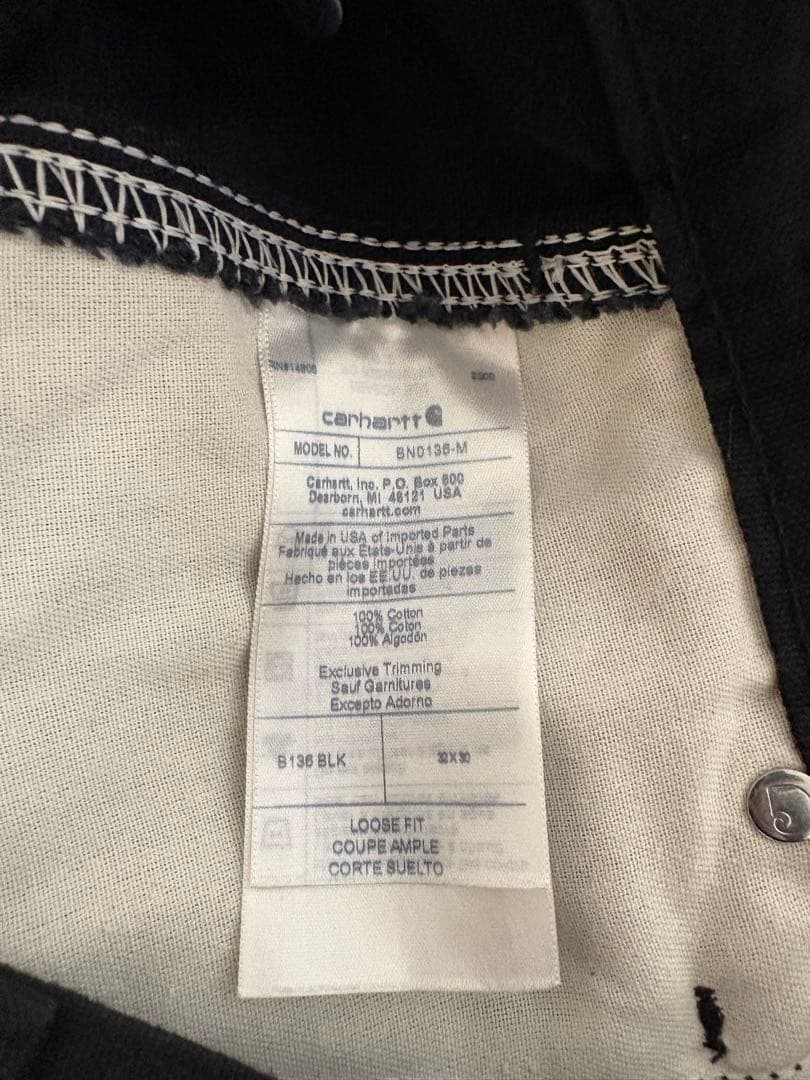 RN#14806
carhartt
MODEL NO. BN0136-M
Carhartt, Inc. P.O. Box 600
Dearborn, MI 48121 USA
carhartt.com
Made in USA of Imported Parts
Fabriqué aux États-Unis à partir de
pièces importées
Hecho en los EE.UU. de piezas
importadas
100% Cotton
100% Coton
100% Algodón
Exclusive Trimming
Sauf Garnitures
Excepto Adorno
B136 BLK 32X30
LOOSE FIT
COUPE AMPLE
CORTE SUELTO
5